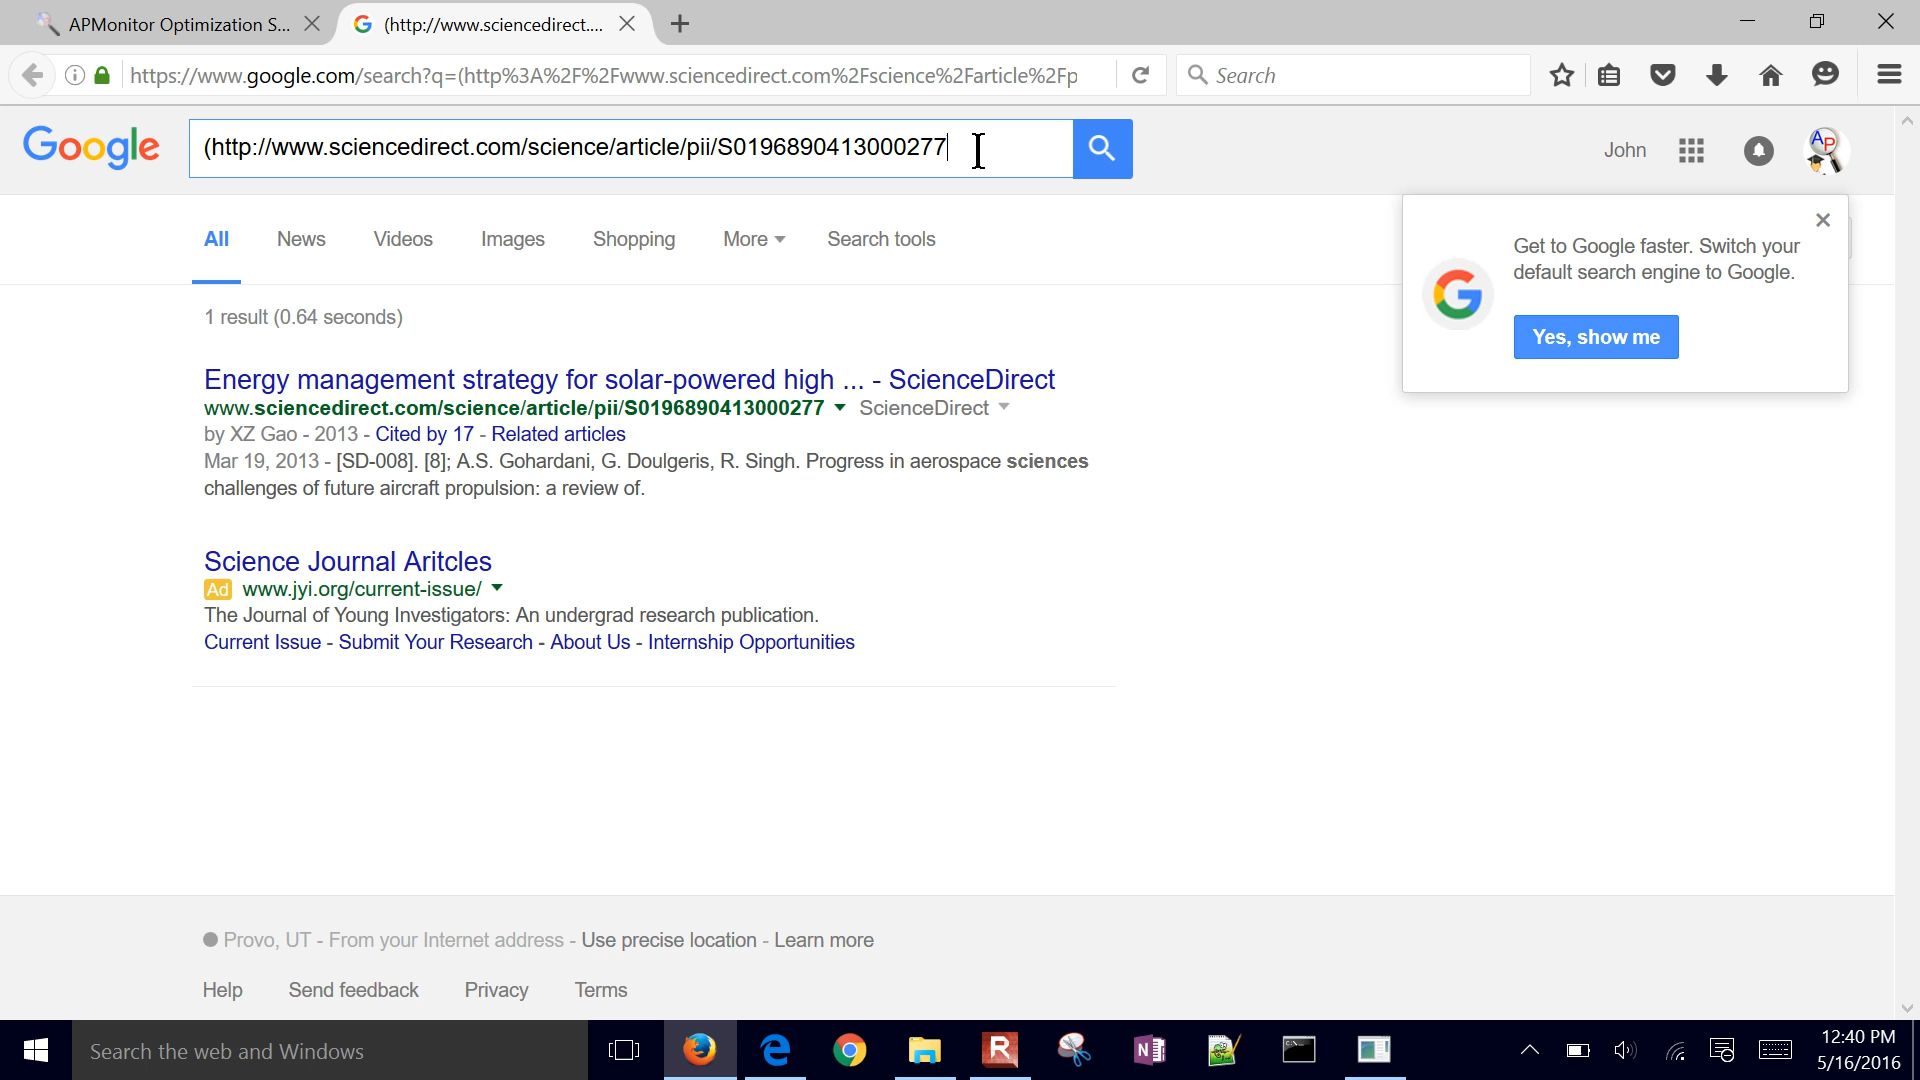 APMonitor Optimization S...
(http://www.sciencedirect....
https://www.google.com/search?q=(http%3A%2F%2Fwww.sciencedirect.com%2Fscience%2Farticle%2Fp
Search
Google
(http://www.sciencedirect.com/science/article/pii/S0196890413000277
John
AP
All
News
Videos
Images
Shopping
More
Search tools
Get to Google faster. Switch your
default search engine to Google.
Yes, show me
1 result (0.64 seconds)
Energy management strategy for solar-powered high ... - ScienceDirect
www.sciencedirect.com/science/article/pii/S0196890413000277 ScienceDirect
by XZ Gao - 2013 - Cited by 17 - Related articles
Mar 19, 2013 - [SD-008]. [8]; A.S. Gohardani, G. Doulgeris, R. Singh. Progress in aerospace sciences
challenges of future aircraft propulsion: a review of.
Science Journal Aritcles
Ad www.jyi.org/current-issue/
The Journal of Young Investigators: An undergrad research publication.
Current Issue - Submit Your Research - About Us - Internship Opportunities
Provo, UT - From your Internet address - Use precise location - Learn more
Help
Send feedback
Privacy
Terms
Search the web and Windows
12:40 PM
5/16/2016